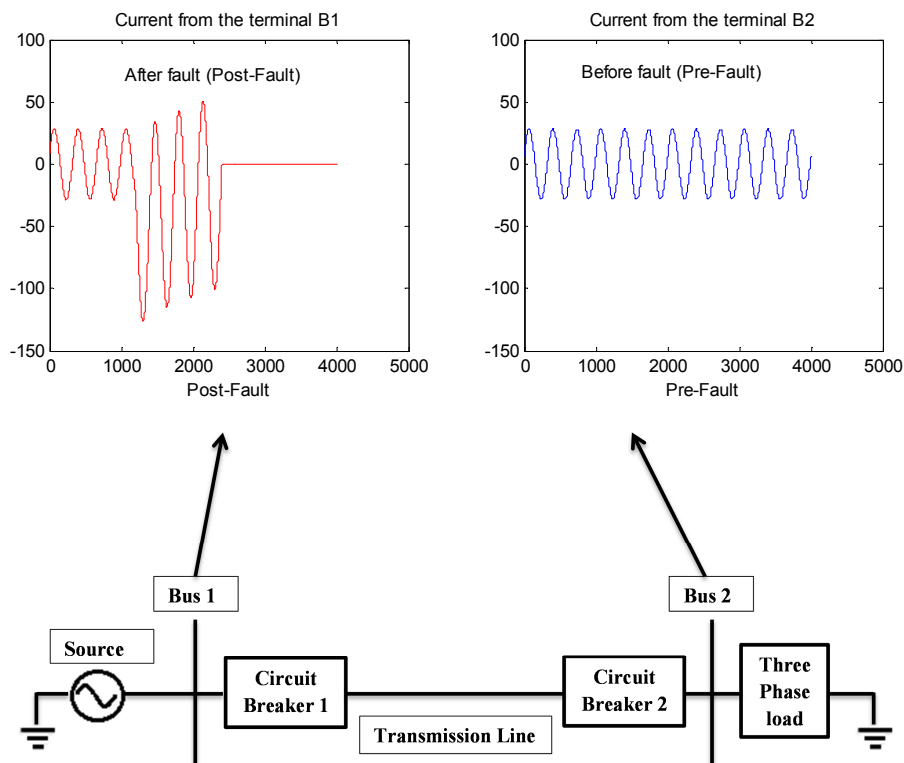 Current from the terminal B1
100
50
0
-50
-100
-150
After fault (Post-Fault)
0 1000 2000 3000 4000 5000
Post-Fault
Current from the terminal B2
100
50
0
-50
-100
-150
Before fault (Pre-Fault)
0 1000 2000 3000 4000 5000
Pre-Fault
Bus 1
Bus 2
Source
Circuit
Breaker 1
Transmission Line
Circuit
Breaker 2
Three
Phase
load